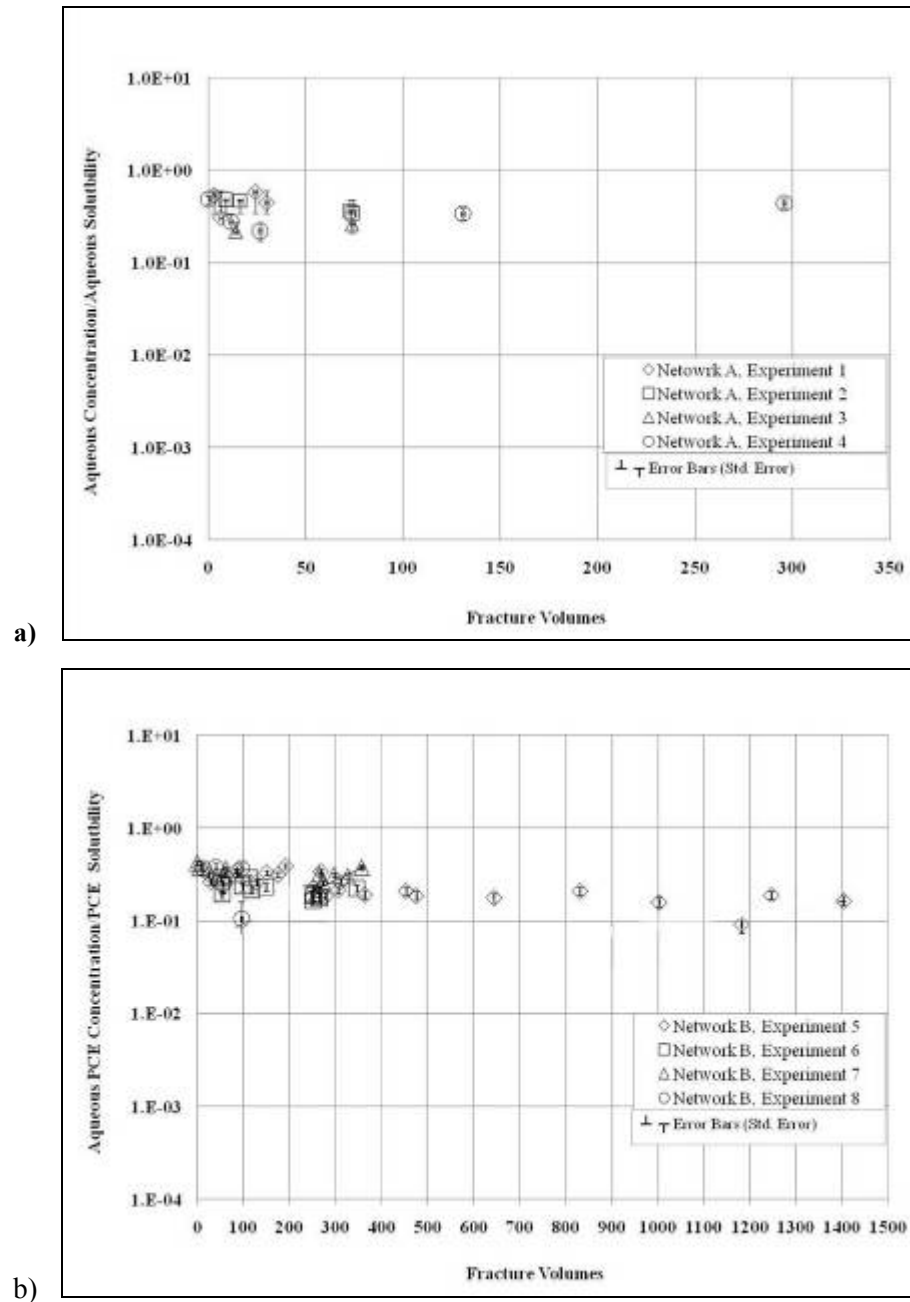 1.0E+01
1.0E+00
1.0E-01
1.0E-02
1.0E-03
1.0E-04
Aqueous Concentration/Aqueous Solutbility
Netowrk A, Experiment 1
Network A, Experiment 2
Network A, Experiment 3
Network A, Experiment 4
Error Bars (Std. Error)
0 50 100 150 200 250 300 350
Fracture Volumes
a)
1.E+01
1.E+00
1.E-01
1.E-02
1.E-03
1.E-04
Aqueous PCE Concentration/PCE Solutbility
Network B, Experiment 5
Network B, Experiment 6
Network B, Experiment 7
Network B, Experiment 8
Error Bars (Std. Error)
0 100 200 300 400 500 600 700 800 900 1000 1100 1200 1300 1400 1500
Fracture Volumes
b)